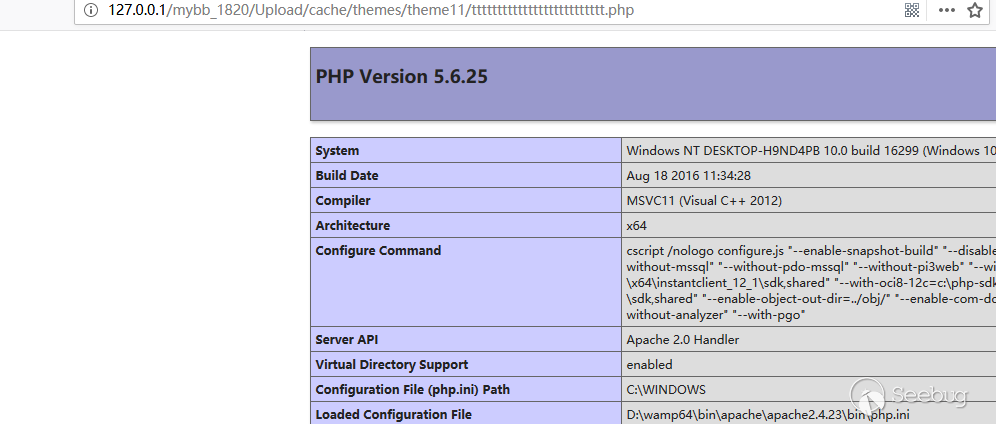 127.0.0.1/mybb_1820/Upload/cache/themes/theme11/ttttttttttttttttttttttttttt.php
PHP Version 5.6.25
System Windows NT DESKTOP-H9ND4PB 10.0 build 16299 (Windows 10
Build Date Aug 18 2016 11:34:28
Compiler MSVC11 (Visual C++ 2012)
Architecture x64
Configure Command cscript /nologo configure.js "--enable-snapshot-build" "--disable
without-mssql" "--without-pdo-mssql" "--without-pi3web" "--wi
\x64\instantclient_12_1\sdk,shared" "--with-oci8-12c=c:\php-sd
\sdk,shared" "--enable-object-out-dir=../obj/" "--enable-com-do
without-analyzer" "--with-pgo"
Server API Apache 2.0 Handler
Virtual Directory Support enabled
Configuration File (php.ini) Path C:\WINDOWS
Loaded Configuration File D:\wamp64\bin\apache\apache2.4.23\bin\php.ini
Seebug